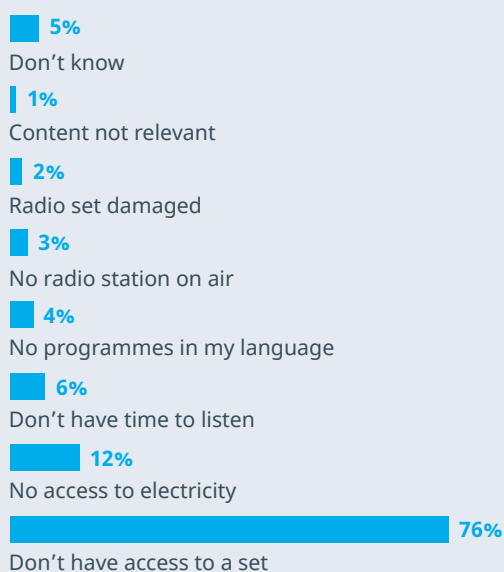 5%
Don’t know
1%
Content not relevant
2%
Radio set damaged
3%
No radio station on air
4%
No programmes in my language
6%
Don’t have time to listen
12%
No access to electricity
76%
Don’t have access to a set